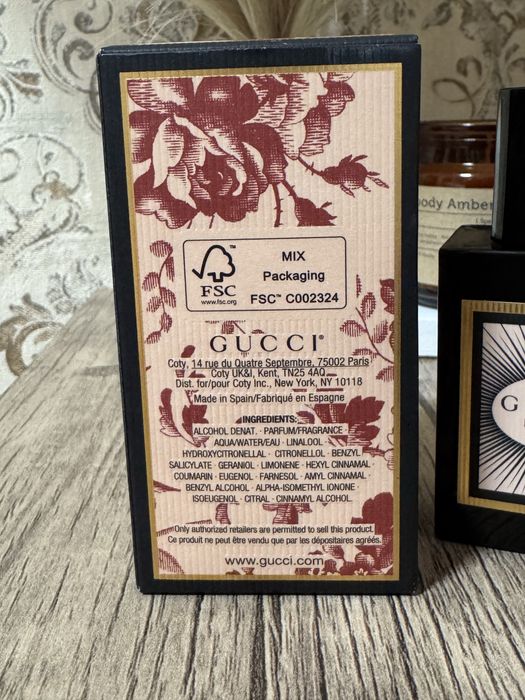 FSC™
www.fsc.org
MIX
Packaging
FSC™ C002324
GUCCI®
Coty, 14 rue du Quatre Septembre, 75002 Paris
Coty UK&I, Kent, TN25 4AQ
Dist. for/pour Coty Inc., New York, NY 10118
Made in Spain/Fabriqué en Espagne
INGREDIENTS:
ALCOHOL DENAT. · PARFUM/FRAGRANCE ·
AQUA/WATER/EAU · LINALOOL ·
HYDROXYCITRONELLAL · CITRONELLOL · BENZYL
SALICYLATE · GERANIOL · LIMONENE · HEXYL CINNAMAL ·
COUMARIN · EUGENOL · FARNESOL · AMYL CINNAMAL ·
BENZYL ALCOHOL · ALPHA-ISOMETHYL IONONE ·
ISOEUGENOL · CITRAL · CINNAMYL ALCOHOL.
Only authorized retailers are permitted to sell this product.
Ce produit ne peut être vendu que par les dépositaires agréés.
www.gucci.com
oody Amber
G